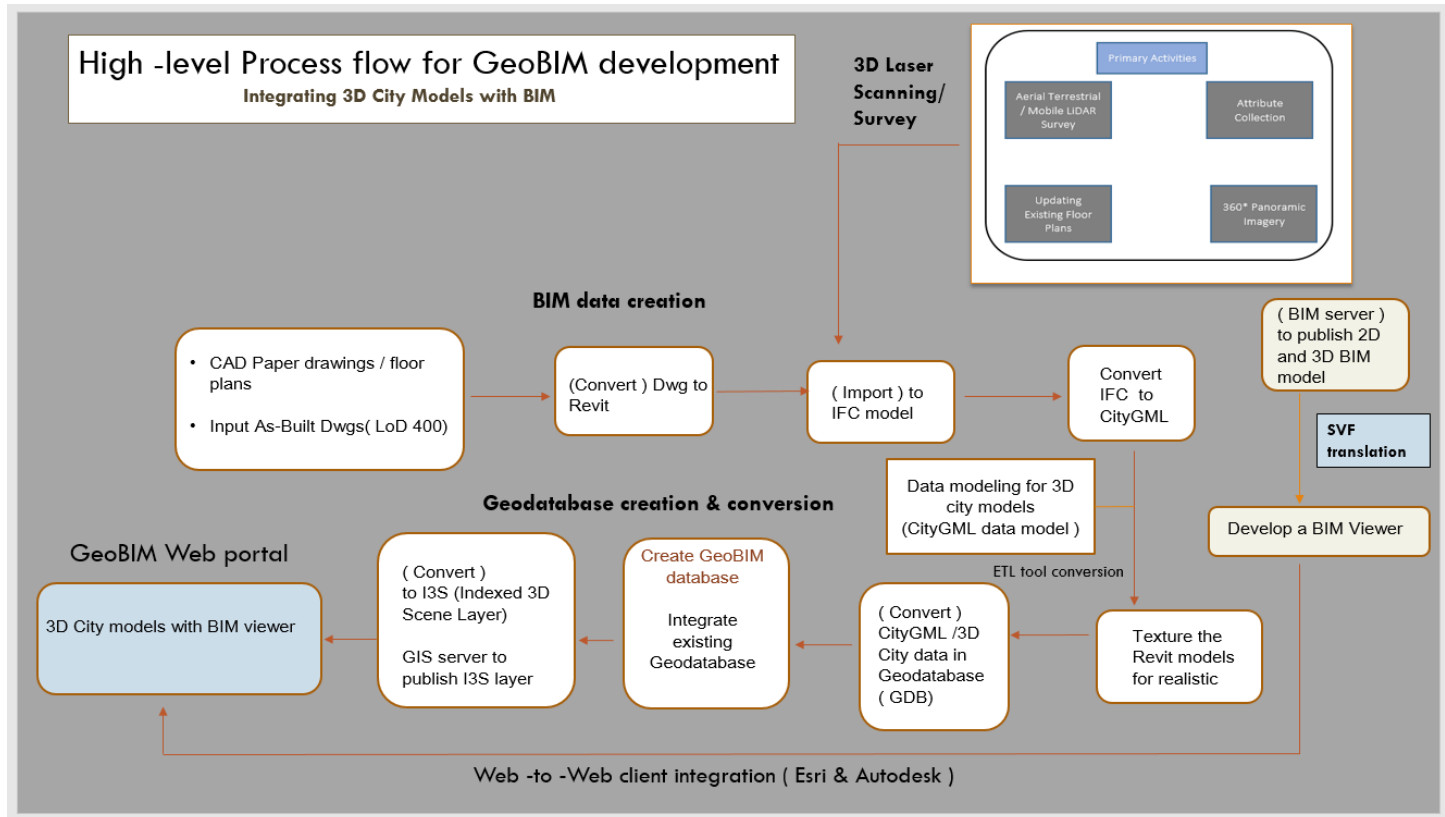 High -level Process flow for GeoBIM development
Integrating 3D City Models with BIM
3D Laser
Scanning/
Survey
Primary Activities
Aerial Terrestrial
/ Mobile LiDAR
Survey
Attribute
Collection
Updating
Existing Floor
Plans
360* Panoramic
Imagery
BIM data creation
• CAD Paper drawings / floor
plans
• Input As-Built Dwgs( LoD 400)
(Convert ) Dwg to
Revit
( Import ) to
IFC model
Convert
IFC to
CityGML
( BIM server )
to publish 2D
and 3D BIM
model
SVF
translation
Data modeling for 3D
city models
(CityGML data model )
Develop a BIM Viewer
Geodatabase creation & conversion
ETL tool conversion
GeoBIM Web portal
3D City models with BIM viewer
( Convert )
to I3S (Indexed 3D
Scene Layer)
GIS server to
publish I3S layer
Create GeoBIM
database
Integrate
existing
Geodatabase
( Convert )
CityGML /3D
City data in
Geodatabase
( GDB)
Texture the
Revit models
for realistic
Web -to -Web client integration ( Esri & Autodesk )